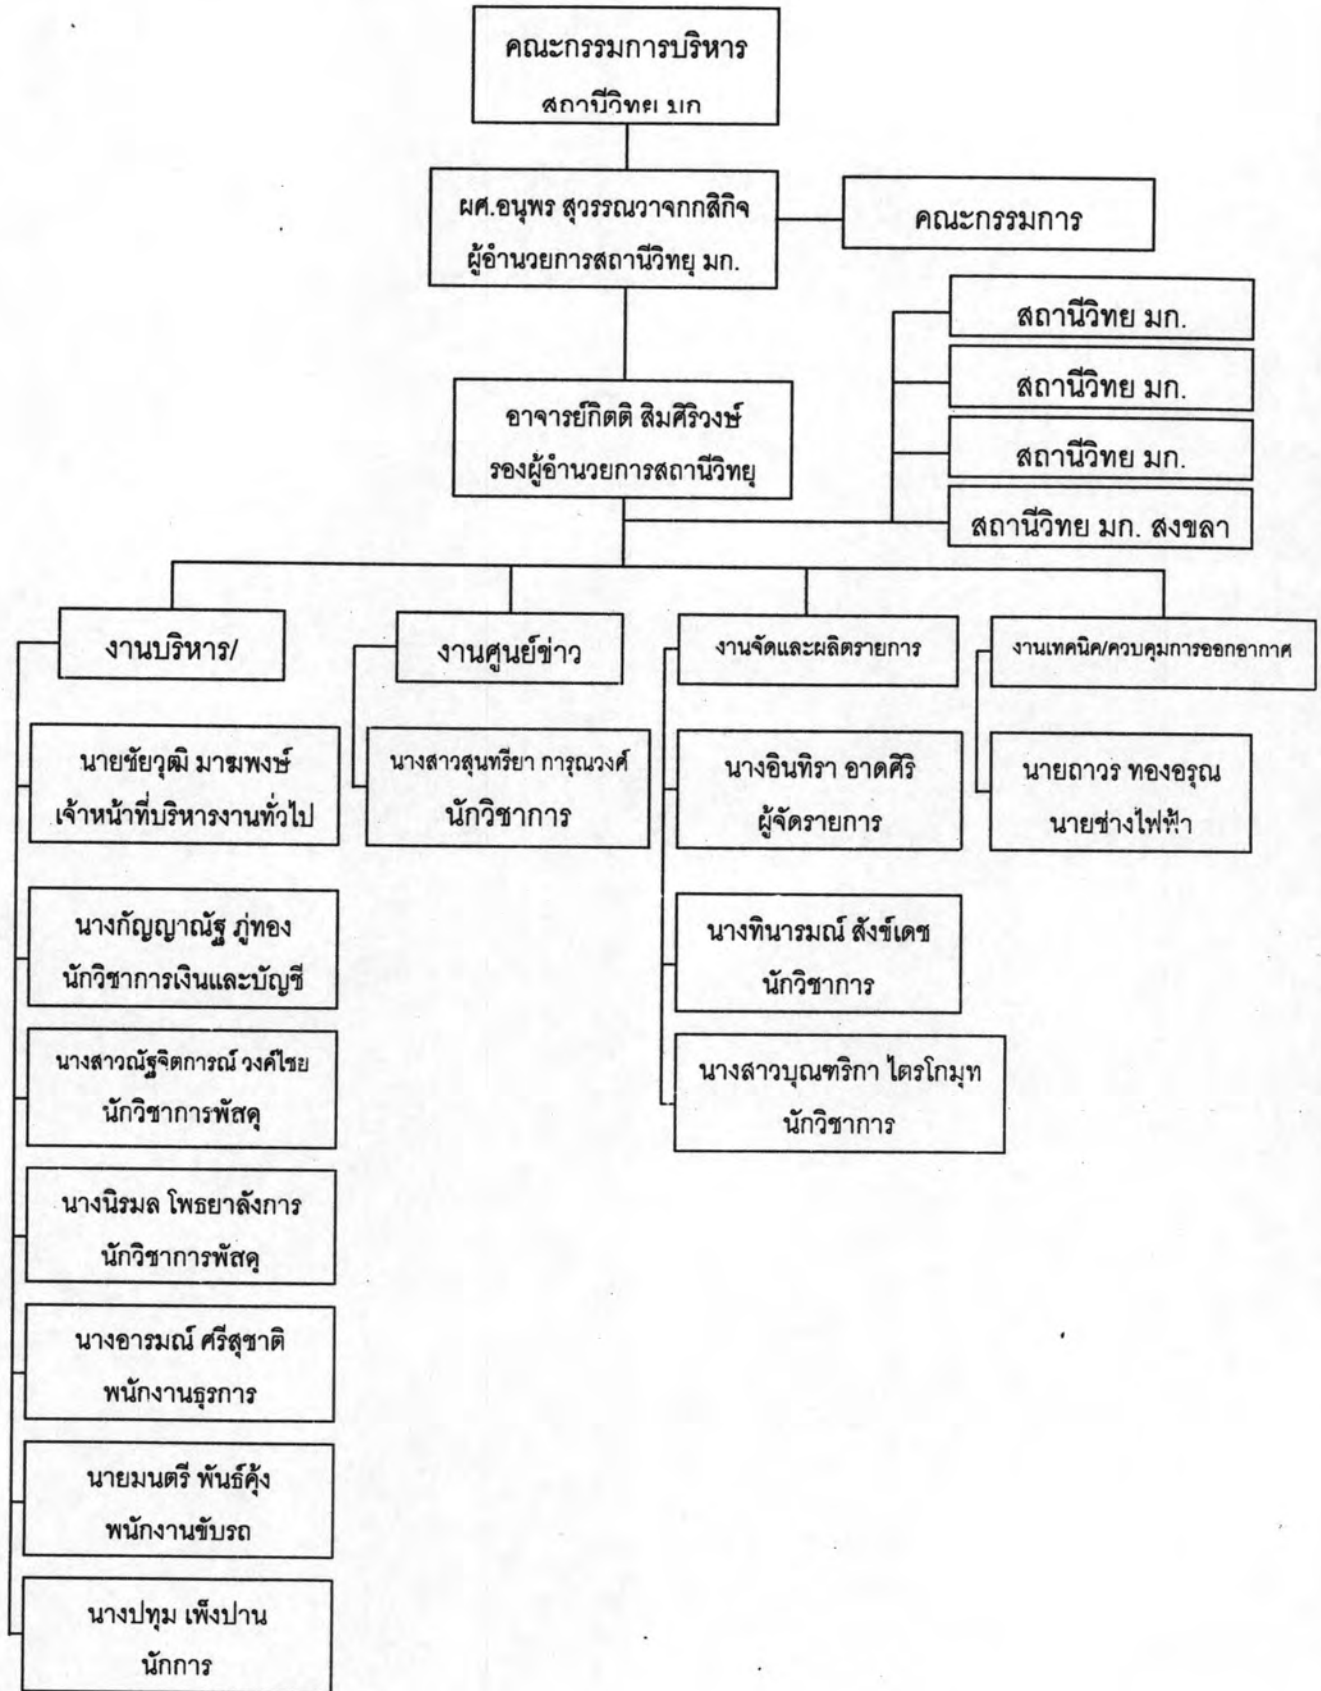 คณะกรรมการบริหาร
สถานีวิทย มก
ผศ.อนุพร สุวรรณวาจกกสิกิจ
ผู้อำนวยการสถานีวิทยุ มก.
คณะกรรมการ
สถานีวิทย มก.
สถานีวิทย มก.
สถานีวิทย มก.
สถานีวิทย มก. สงขลา
อาจารย์กิตติ สิมศิริวงษ์
รองผู้อำนวยการสถานีวิทยุ
งานบริหาร/
งานศูนย์ข่าว
งานจัดและผลิตรายการ
งานเทคนิค/ควบคุมการออกอากาศ
นายชัยวุฒิ มาฆพงษ์
เจ้าหน้าที่บริหารงานทั่วไป
นางสาวสุนทรียา การุณวงศ์
นักวิชาการ
นางอินทิรา อาดศิริ
ผู้จัดรายการ
นายถาวร ทองอรุณ
นายช่างไฟฟ้า
นางกัญญาณัฐ ภู่ทอง
นักวิชาการเงินและบัญชี
นางทินารมณ์ สังข์เดช
นักวิชาการ
นางสาวณัฐจิตการณ์ วงค์ไชย
นักวิชาการพัสดุ
นางสาวบุณฑริกา ไตรโกมุท
นักวิชาการ
นางนิรมล โพธยาลังการ
นักวิชาการพัสดุ
นางอารมณ์ ศรีสุชาติ
พนักงานธุรการ
นายมนตรี พันธ์คุ้ง
พนักงานขับรถ
นางปทุม เพ็งปาน
นักการ